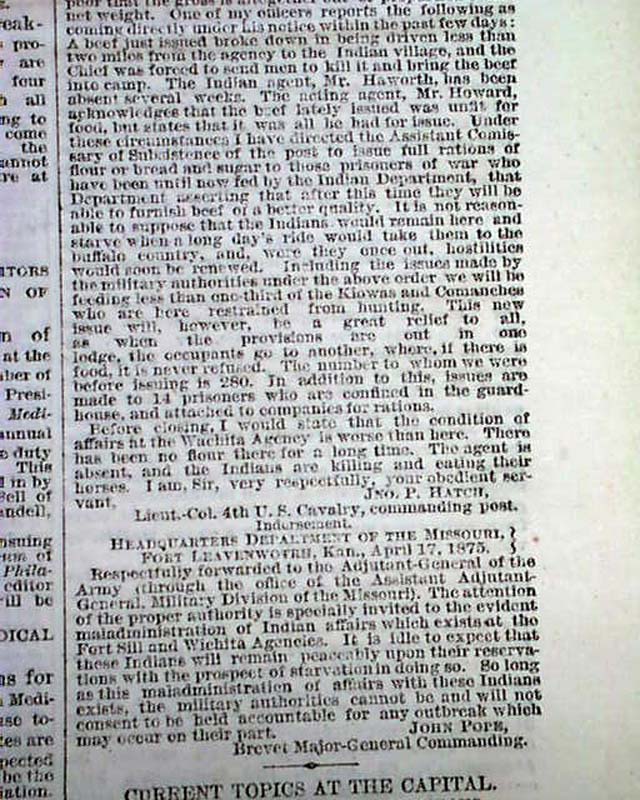 net weight. One of my officers reports the following as
coming directly under his notice within the past few days:
A beef just issued broke down in being driven less than
two miles from the agency to the Indian village, and the
Chief was forced to send men to kill it and bring the beef
into camp. The Indian agent, Mr. Haworth, has been
absent several weeks. The acting agent, Mr. Howard,
acknowledges that the beef lately issued was unfit for
food, but states that it was all he had for issue. Under
these circumstances I have directed the Assistant Comis-
sary of Subsistence of the post to issue full rations of
flour or bread and sugar to those prisoners of war who
have been until now fed by the Indian Department, that
Department asserting that after this time they will be
able to furnish beef of a better quality. It is not reason-
able to suppose that the Indians would remain here and
starve when a long day's ride would take them to the
buffalo country, and, were they once out, hostilities
would soon be renewed. Including the issues made by
the military authorities under the above order we will be
feeding less than one-third of the Kiowas and Comanches
who are here restrained from hunting. This new
issue will, however, be a great relief to all,
as when the provisions are out in one
lodge, the occupants go to another, where, if there is
food, it is never refused. The number to whom we were
before issuing is 280. In addition to this, issues are
made to 14 prisoners who are confined in the guard-
house, and attached to companies for rations.
Before closing, I would state that the condition of
affairs at the Wachita Agency is worse than here. There
has been no flour there for a long time. The agent is
absent, and the Indians are killing and eating their
horses. I am, Sir, very respectfully, your obedient ser-
vant, JNO. P. HATCH,
Lieut.-Col. 4th U. S. Cavalry, commanding post.
Indorsement.
HEADQUARTERS DEPARTMENT OF THE MISSOURI, }
FORT LEAVENWORTH, Kan., April 17, 1875. }
Respectfully forwarded to the Adjutant-General of the
Army (through the office of the Assistant Adjutant-
General, Military Division of the Missouri). The attention
of the proper authority is specially invited to the evident
maladministration of Indian affairs which exists at the
Fort Sill and Wichita Agencies. It is idle to expect that
these Indians will remain peaceably upon their reserva-
tions with the prospect of starvation in doing so. So long
as this maladministration of affairs with these Indians
exists, the military authorities cannot be and will not
consent to be held accountable for any outbreak which
may occur on their part. JOHN POPE,
Brevet Major-General Commanding.
CURRENT TOPICS AT THE CAPITAL.